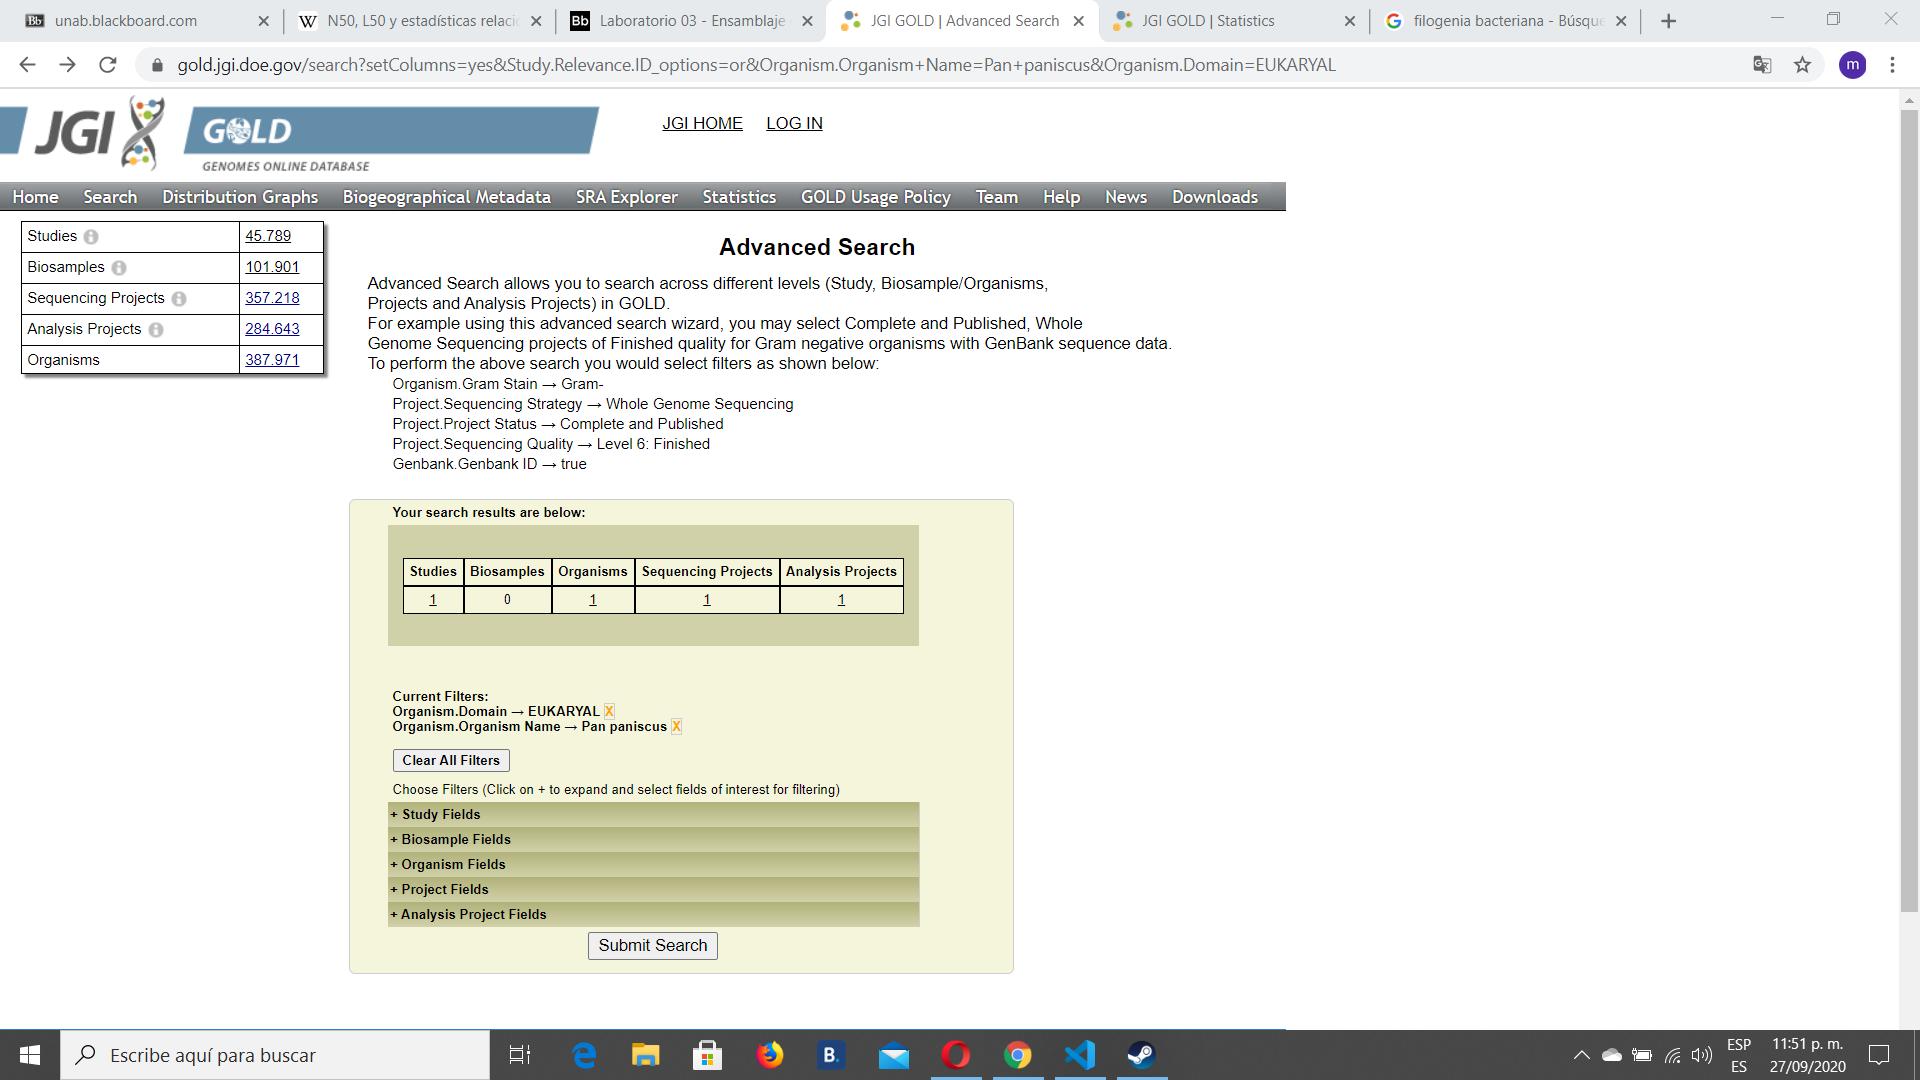 unab.blackboard.com
N50, L50 y estadísticas relacio
Laboratorio 03 - Ensamblaje
JGI GOLD | Advanced Search
JGI GOLD | Statistics
filogenia bacteriana - Búsque
gold.jgi.doe.gov/search?setColumns=yes&Study.Relevance.ID_options=or&Organism.Organism+Name=Pan+paniscus&Organism.Domain=EUKARYAL
m
JGI GOLD
GENOMES ONLINE DATABASE
JGI HOME LOG IN
Home Search Distribution Graphs Biogeographical Metadata SRA Explorer Statistics GOLD Usage Policy Team Help News Downloads
Studies 45.789
Biosamples 101.901
Sequencing Projects 357.218
Analysis Projects 284.643
Organisms 387.971
Advanced Search
Advanced Search allows you to search across different levels (Study, Biosample/Organisms,
Projects and Analysis Projects) in GOLD.
For example using this advanced search wizard, you may select Complete and Published, Whole
Genome Sequencing projects of Finished quality for Gram negative organisms with GenBank sequence data.
To perform the above search you would select filters as shown below:
Organism.Gram Stain → Gram-
Project.Sequencing Strategy → Whole Genome Sequencing
Project.Project Status → Complete and Published
Project.Sequencing Quality → Level 6: Finished
Genbank.Genbank ID → true
Your search results are below:
Studies Biosamples Organisms Sequencing Projects Analysis Projects
1 0 1 1 1
Current Filters:
Organism.Domain → EUKARYAL X
Organism.Organism Name → Pan paniscus X
Clear All Filters
Choose Filters (Click on + to expand and select fields of interest for filtering)
+ Study Fields
+ Biosample Fields
+ Organism Fields
+ Project Fields
+ Analysis Project Fields
Submit Search
Escribe aquí para buscar
ESP
ES
11:51 p. m.
27/09/2020